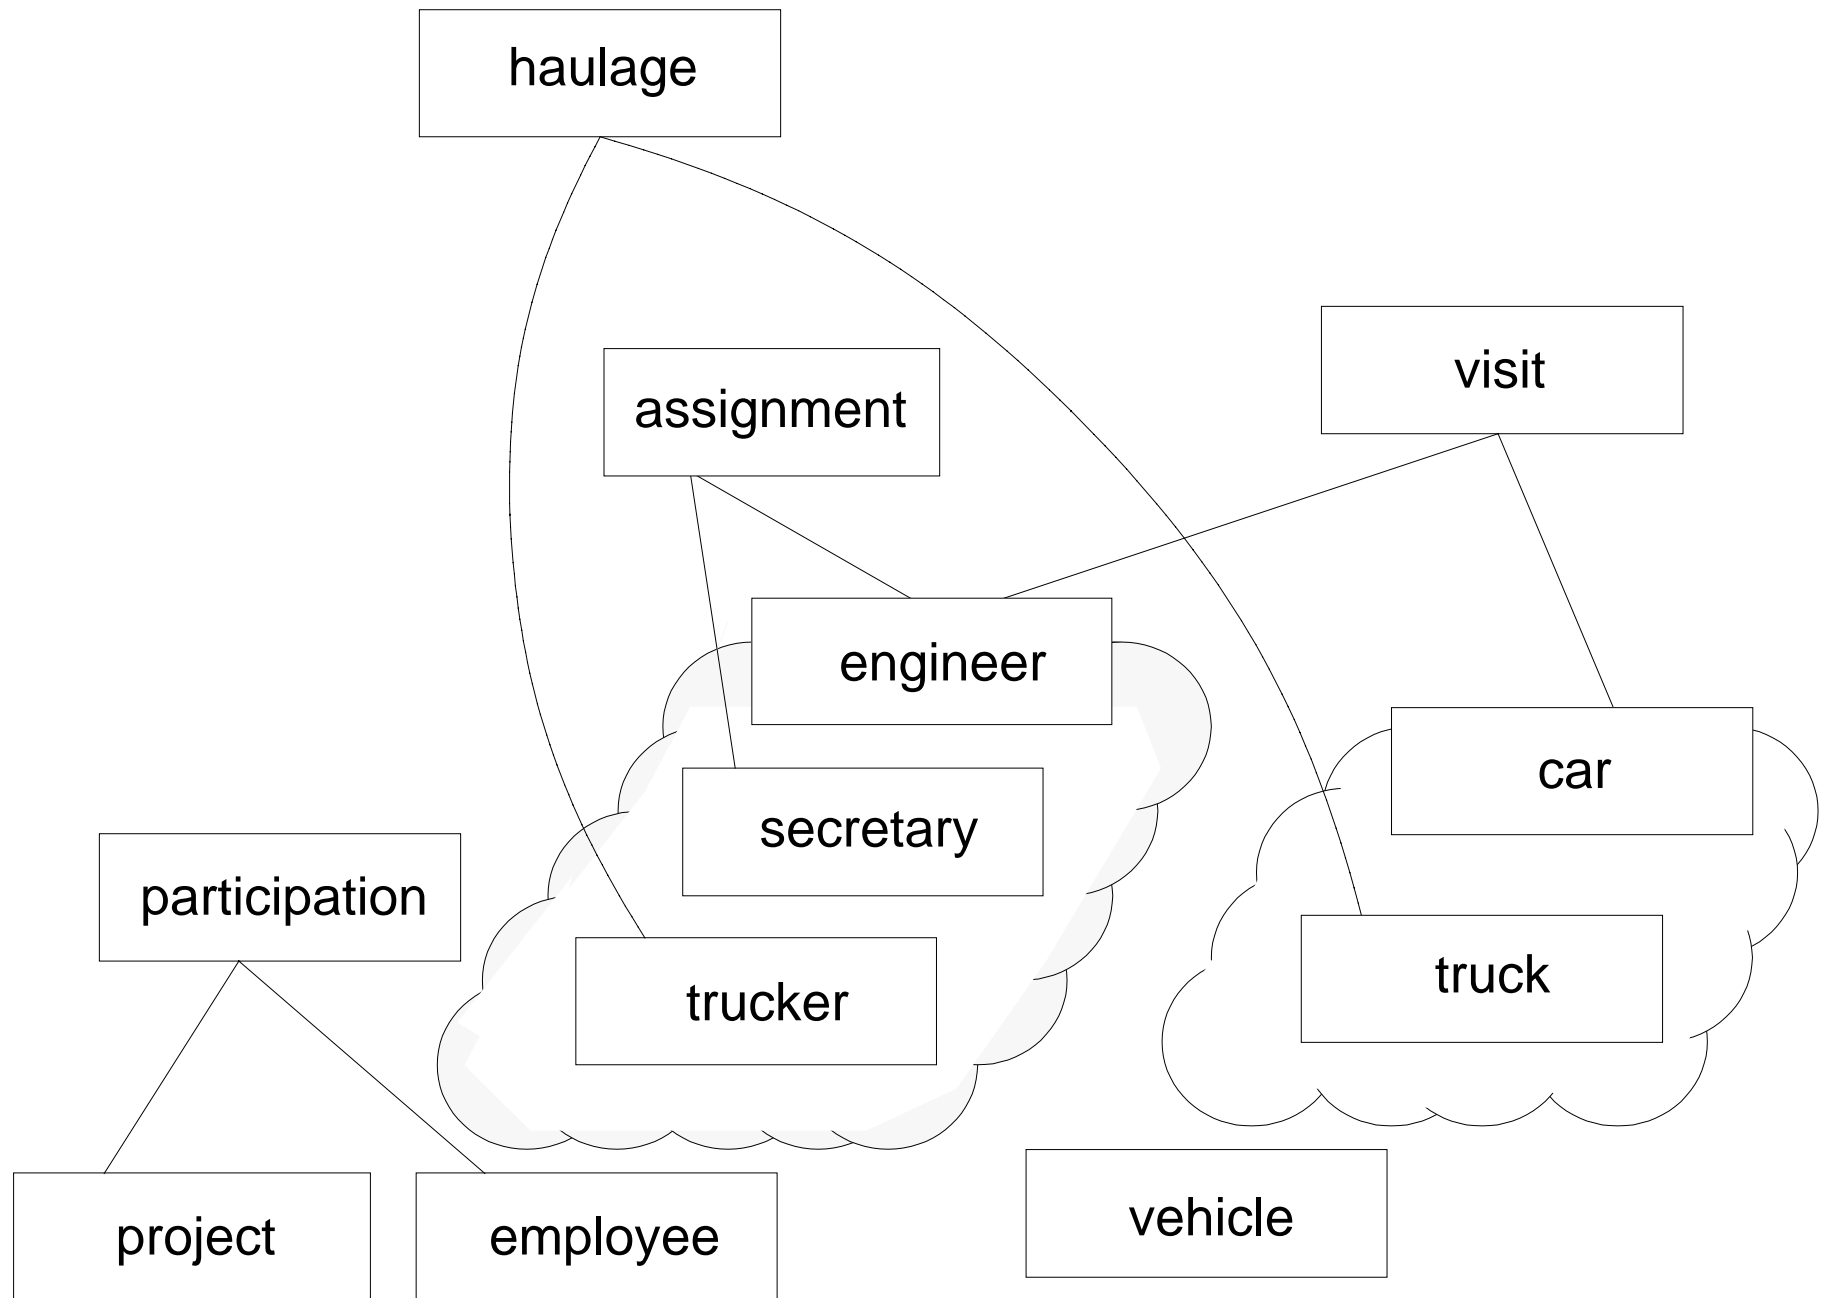 haulage
visit
assignment
engineer
car
secretary
participation
truck
trucker
vehicle
project
employee